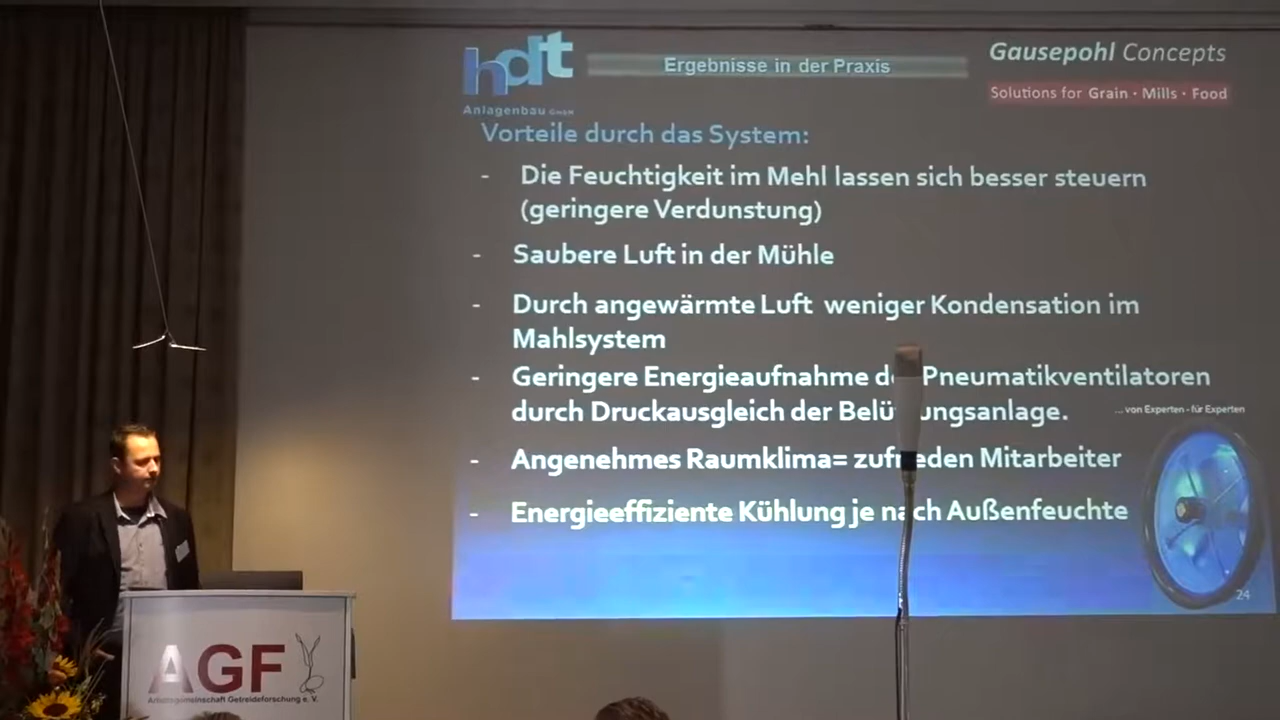 hdt
Anlagenbau GmbH
Ergebnisse in der Praxis
Gausepohl Concepts
Solutions for Grain · Mills · Food
Vorteile durch das System:
- Die Feuchtigkeit im Mehl lassen sich besser steuern
(geringere Verdunstung)
- Saubere Luft in der Mühle
- Durch angewärmte Luft weniger Kondensation im
Mahlsystem
- Geringere Energieaufnahme Pneumatikventilatoren
durch Druckausgleich der Belüftungsanlage.
... von Experten - für Experten
- Angenehmes Raumklima= zufrieden Mitarbeiter
- Energieeffiziente Kühlung je nach Außenfeuchte
24
AGF
Arbeitsgemeinschaft Getreideforschung e. V.